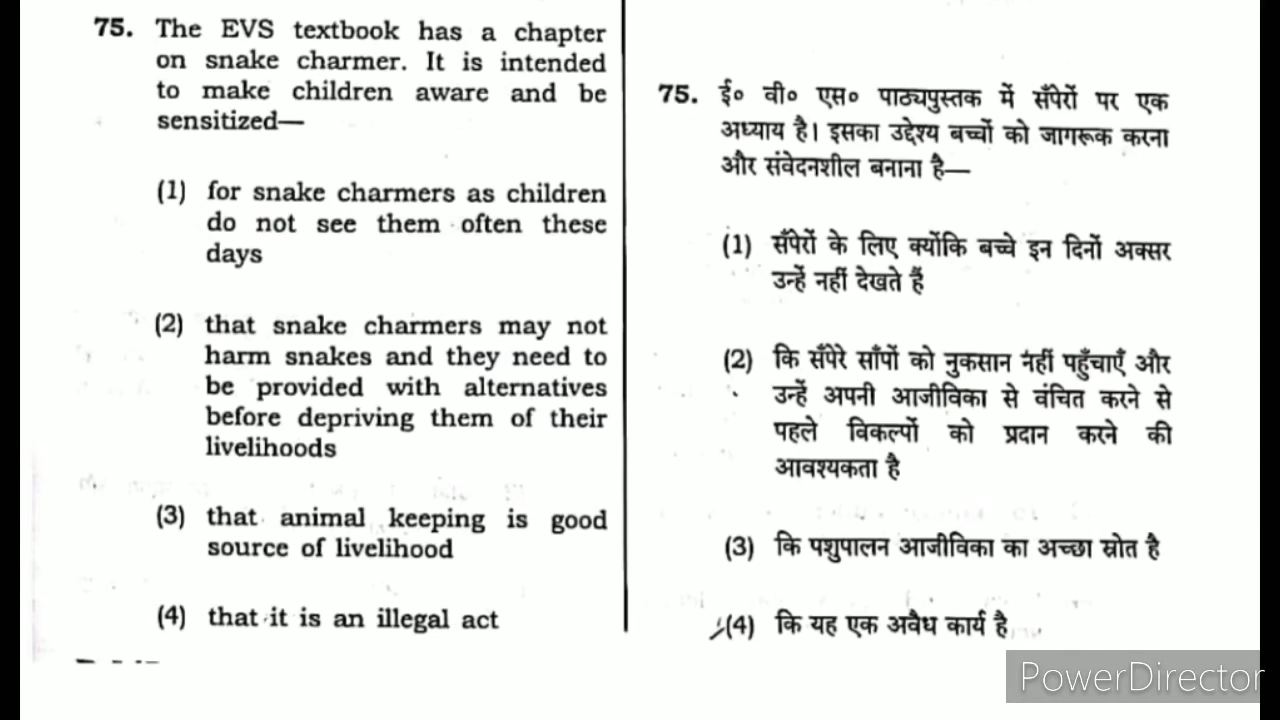 75. The EVS textbook has a chapter
on snake charmer. It is intended
to make children aware and be
sensitized—
(1) for snake charmers as children
do not see them often these
days
(2) that snake charmers may not
harm snakes and they need to
be provided with alternatives
before depriving them of their
livelihoods
(3) that animal keeping is good
source of livelihood
(4) that it is an illegal act
75. ई० वी० एस० पाठ्यपुस्तक में सँपेरों पर एक
अध्याय है। इसका उद्देश्य बच्चों को जागरूक करना
और संवेदनशील बनाना है—
(1) सँपेरों के लिए क्योंकि बच्चे इन दिनों अक्सर
उन्हें नहीं देखते हैं
(2) कि सँपेरे साँपों को नुकसान नहीं पहुँचाएँ और
उन्हें अपनी आजीविका से वंचित करने से
पहले विकल्पों को प्रदान करने की
आवश्यकता है
(3) कि पशुपालन आजीविका का अच्छा स्रोत है
(4) कि यह एक अवैध कार्य है
PowerDirector